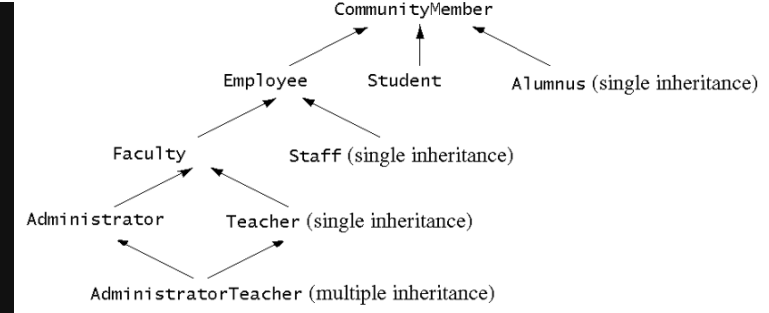 CommunityMember
Employee Student Alumnus (single inheritance)
Faculty Staff (single inheritance)
Administrator Teacher (single inheritance)
AdministratorTeacher (multiple inheritance)